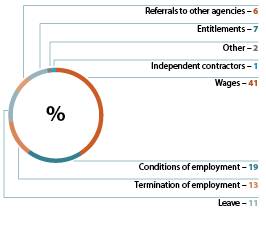 Referrals to other agencies – 6
Entitlements – 7
Other – 2
Independent contractors – 1
Wages – 41
%
Conditions of employment – 19
Termination of employment – 13
Leave – 11